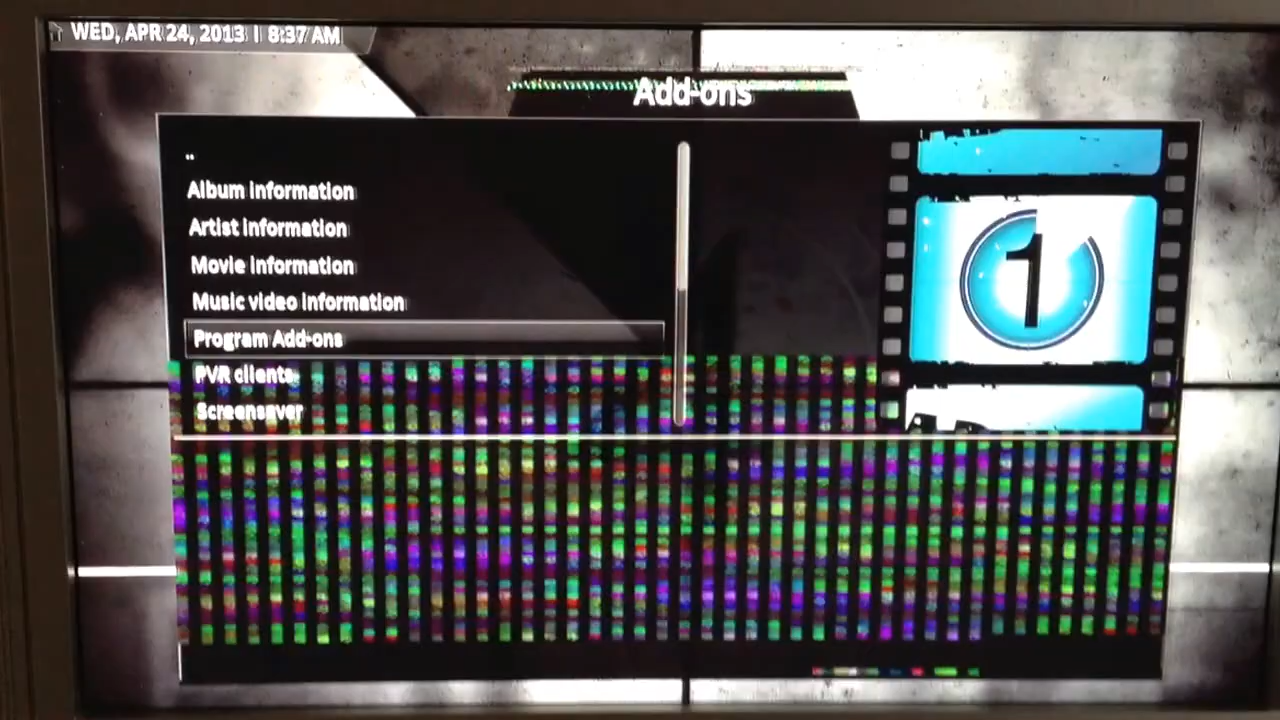 WED, APR 24, 2013 | 8:37 AM
Add-ons
..
Album information
Artist information
Movie information
Music video information
Program Add-ons
PVR clients
Screensaver
1